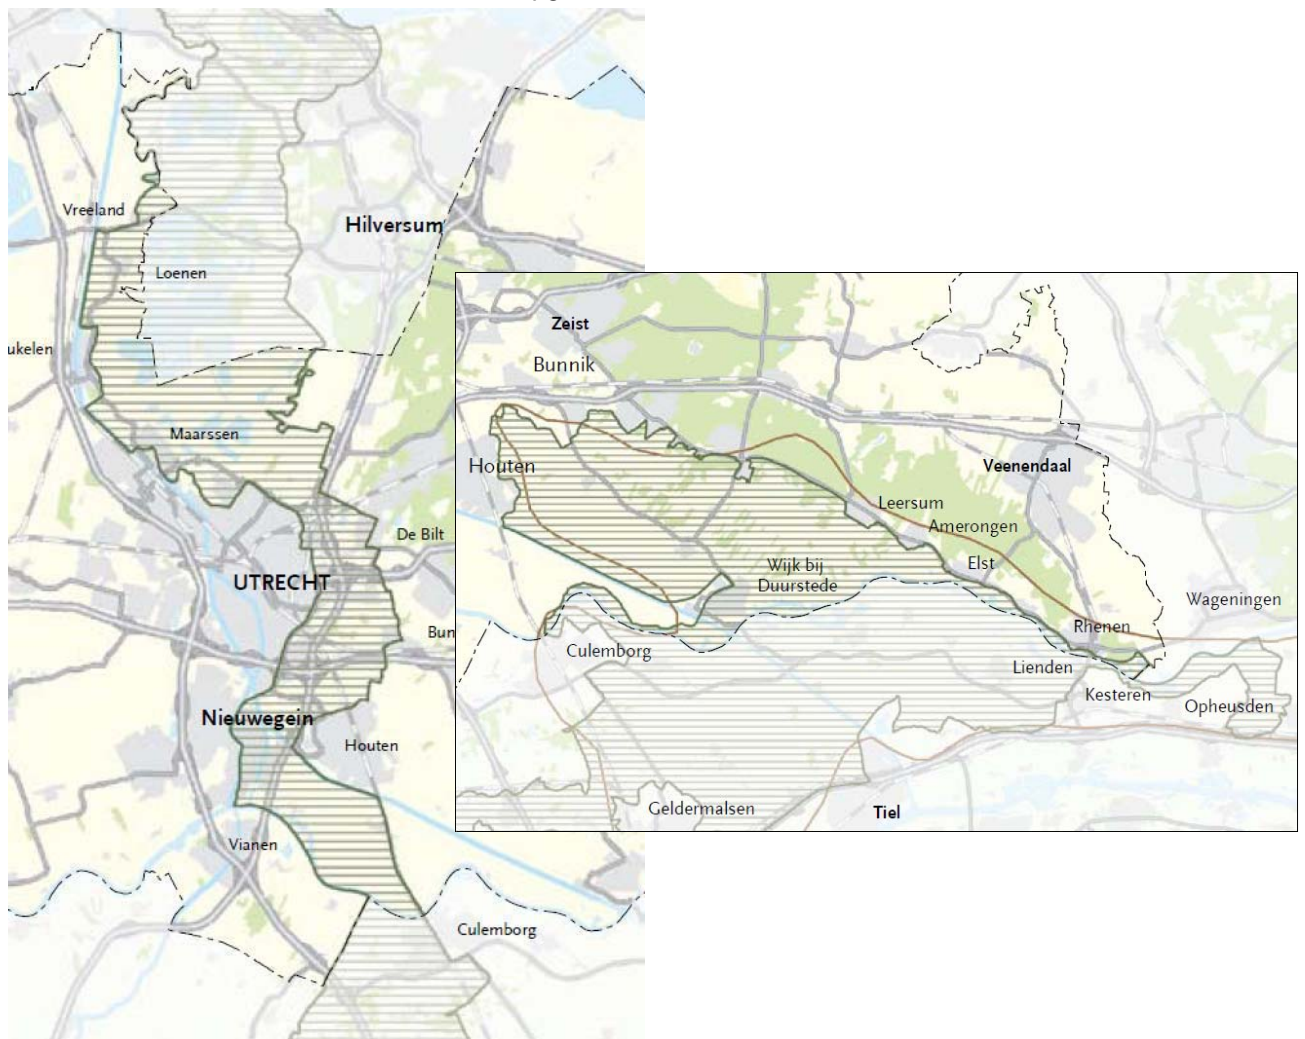 Vreeland
Hilversum
Loenen
ukelen
Maarssen
De Bilt
UTRECHT
Bun
Nieuwegein
Houten
Vianen
Culemborg
Zeist
Bunnik
Houten
Veenendaal
Leersum
Amerongen
Elst
Wijk bij
Duurstede
Wageningen
Rhenen
Culemborg
Lienden
Kesteren
Opheusden
Geldermalsen
Tiel